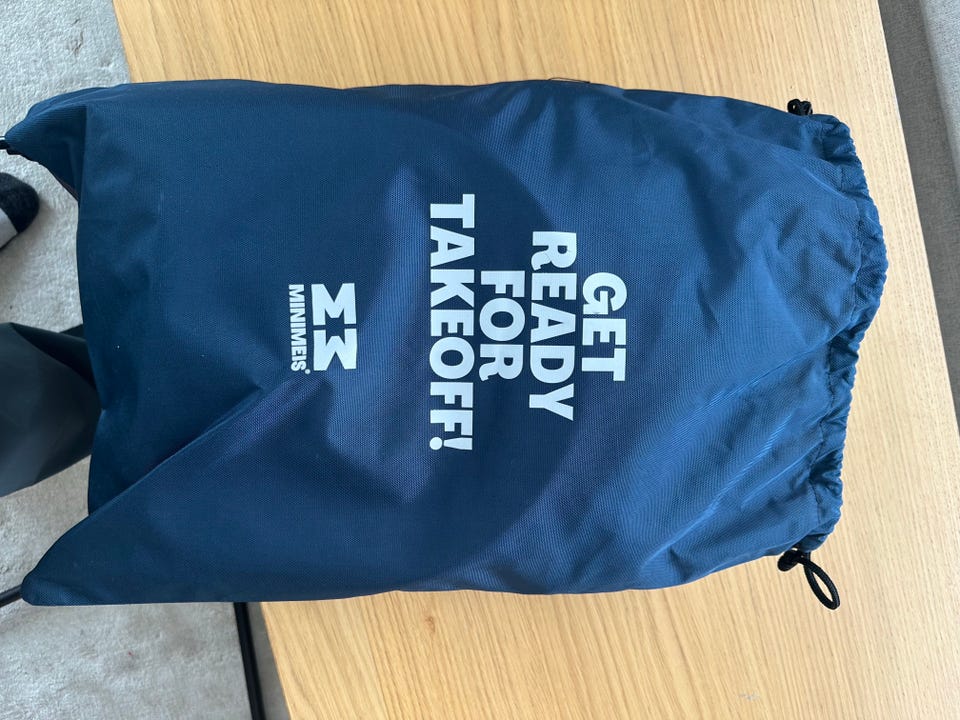 GET
READY
FOR
TAKEOFF!
MINIMEIS®